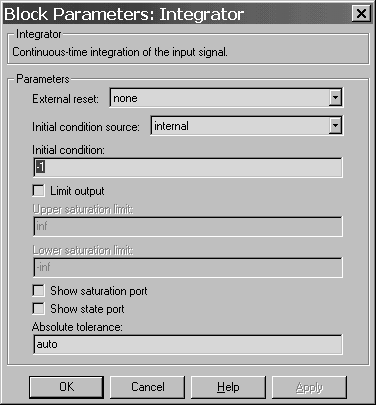 Block Parameters: Integrator
Integrator
Continuous-time integration of the input signal.
Parameters
External reset: none
Initial condition source: internal
Initial condition:
-1
Limit output
Upper saturation limit:
inf
Lower saturation limit:
-inf
Show saturation port
Show state port
Absolute tolerance:
auto
OK Cancel Help Apply